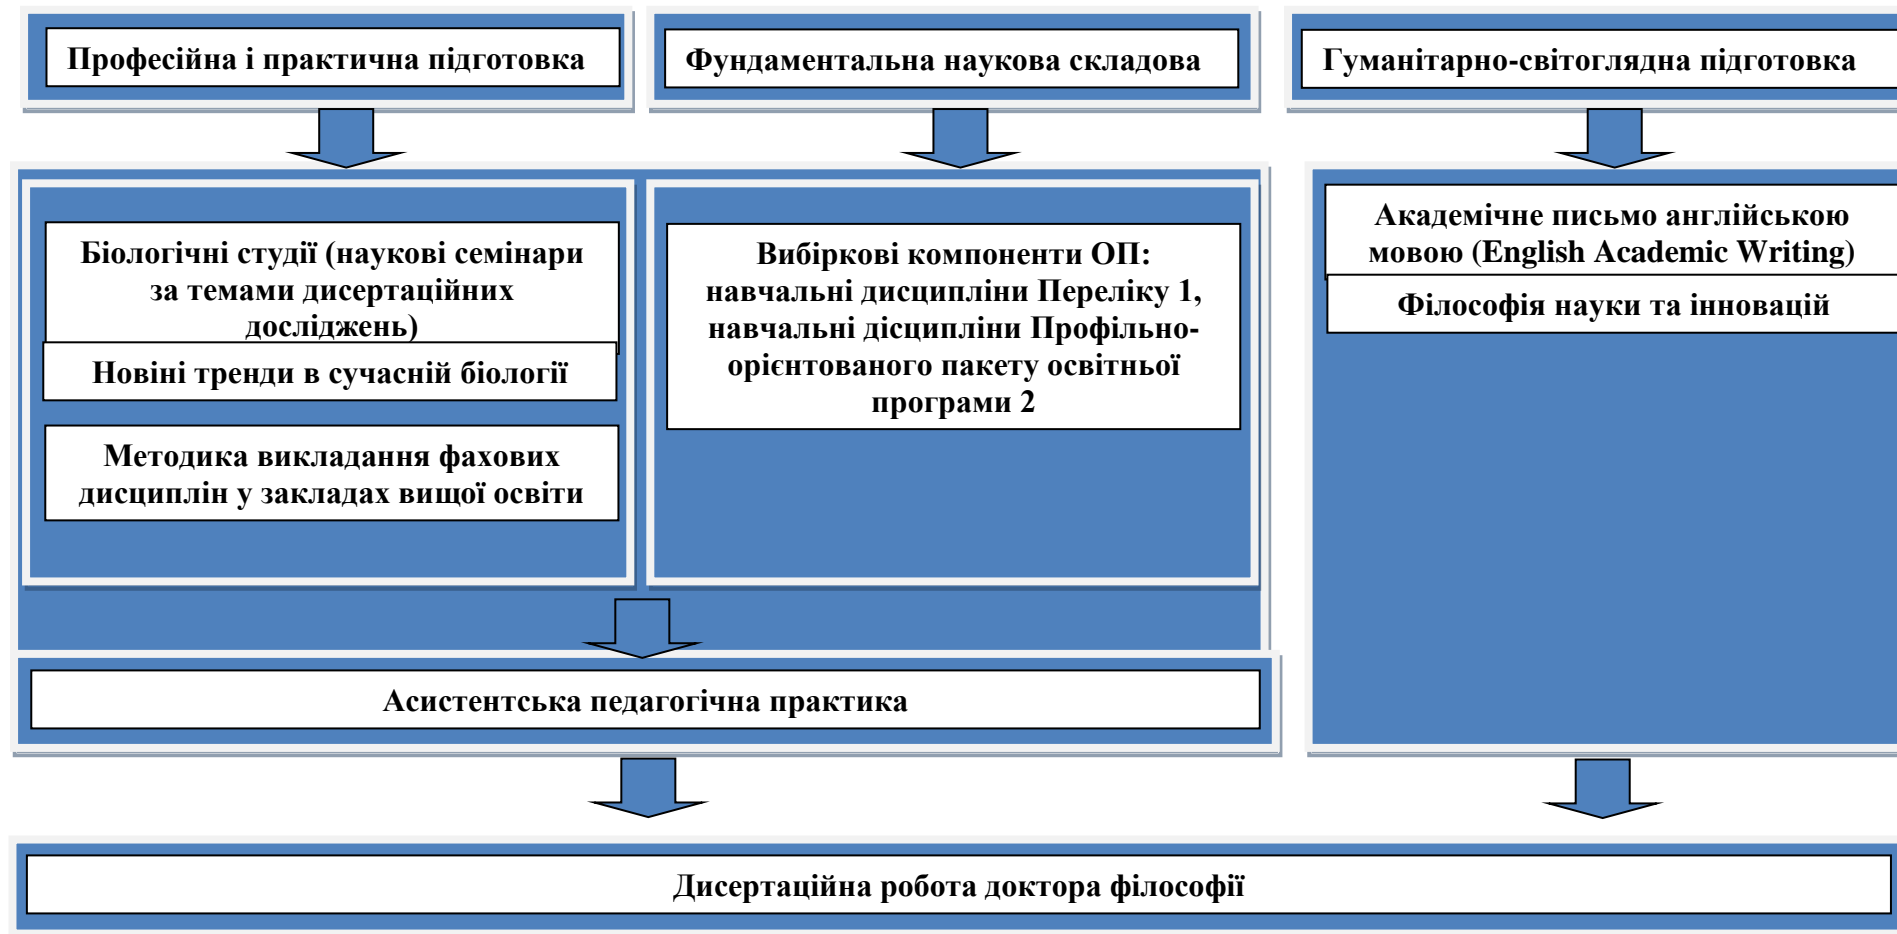 Професійна і практична підготовка
Фундаментальна наукова складова
Гуманітарно-світоглядна підготовка
Біологічні студії (наукові семінари
за темами дисертаційних
досліджень)
Новіні тренди в сучасній біології
Методика викладання фахових
дисциплін у закладах вищої освіти
Вибіркові компоненти ОП:
навчальні дисципліни Переліку 1,
навчальні дісципліни Профільно-
орієнтованого пакету освітньої
програми 2
Академічне письмо англійською
мовою (English Academic Writing)
Філософія науки та інновацій
Асистентська педагогічна практика
Дисертаційна робота доктора філософії